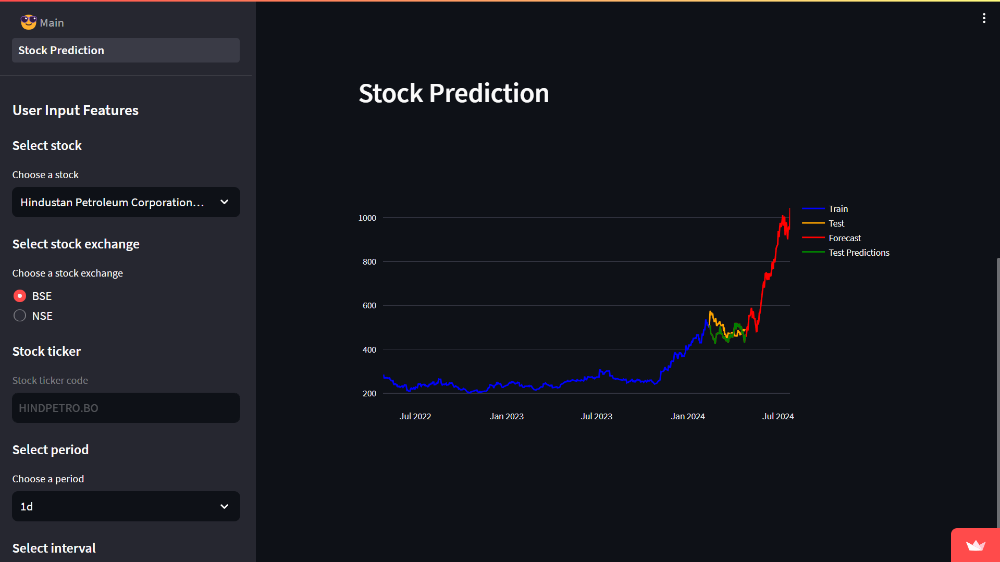 Main
Stock Prediction
User Input Features
Select stock
Choose a stock
Hindustan Petroleum Corporation...
Select stock exchange
Choose a stock exchange
BSE
NSE
Stock ticker
Stock ticker code
HINDPETRO.BO
Select period
Choose a period
1d
Select interval
Stock Prediction
1000
800
600
400
200
Jul 2022
Jan 2023
Jul 2023
Jan 2024
Jul 2024
Train
Test
Forecast
Test Predictions